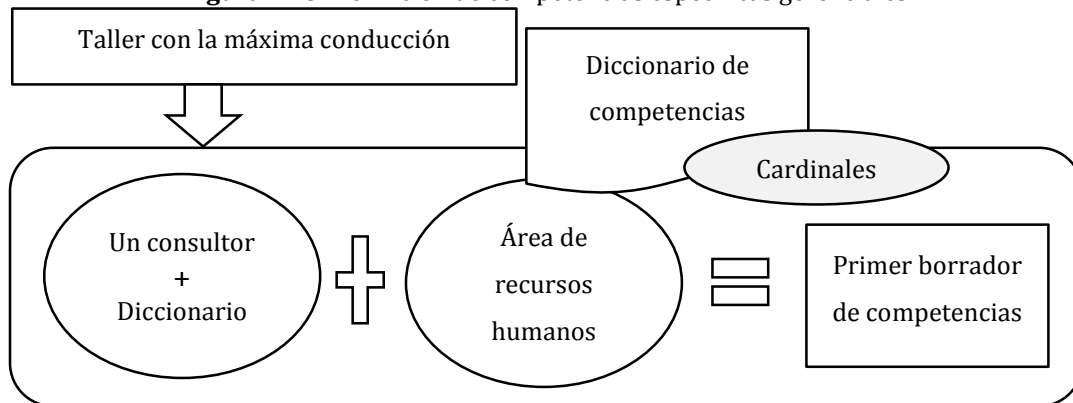 Taller con la máxima conducción
Diccionario de
competencias
Cardinales
Un consultor
+
Diccionario
Área de
recursos
humanos
Primer borrador
de competencias